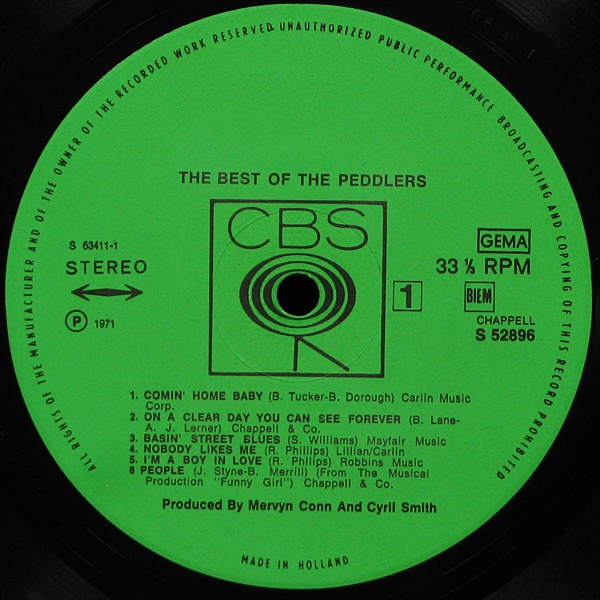 ALL RIGHTS OF THE MANUFACTURER AND OF THE OWNER OF THE RECORDED WORK RESERVED. UNAUTHORIZED PUBLIC PERFORMANCE BROADCASTING AND COPYING OF THIS RECORD PROHIBITED
THE BEST OF THE PEDDLERS
CBS
S 63411-1
STEREO
℗ 1971
GEMA
33 ⅓ RPM
1
BIEM
CHAPPELL
S 52896
1. COMIN' HOME BABY (B. Tucker-B. Dorough) Carlin Music
Corp.
2. ON A CLEAR DAY YOU CAN SEE FOREVER (B. Lane-
A. J. Lerner) Chappell & Co.
3. BASIN' STREET BLUES (S. Williams) Mayfair Music
4. NOBODY LIKES ME (R. Phillips) Lillian/Carlin
5. I'M A BOY IN LOVE (R. Phillips) Robbins Music
6 PEOPLE (J. Styne-B. Merrill) (From The Musical
Production "Funny Girl") Chappell & Co.
Produced By Mervyn Conn And Cyril Smith
MADE IN HOLLAND